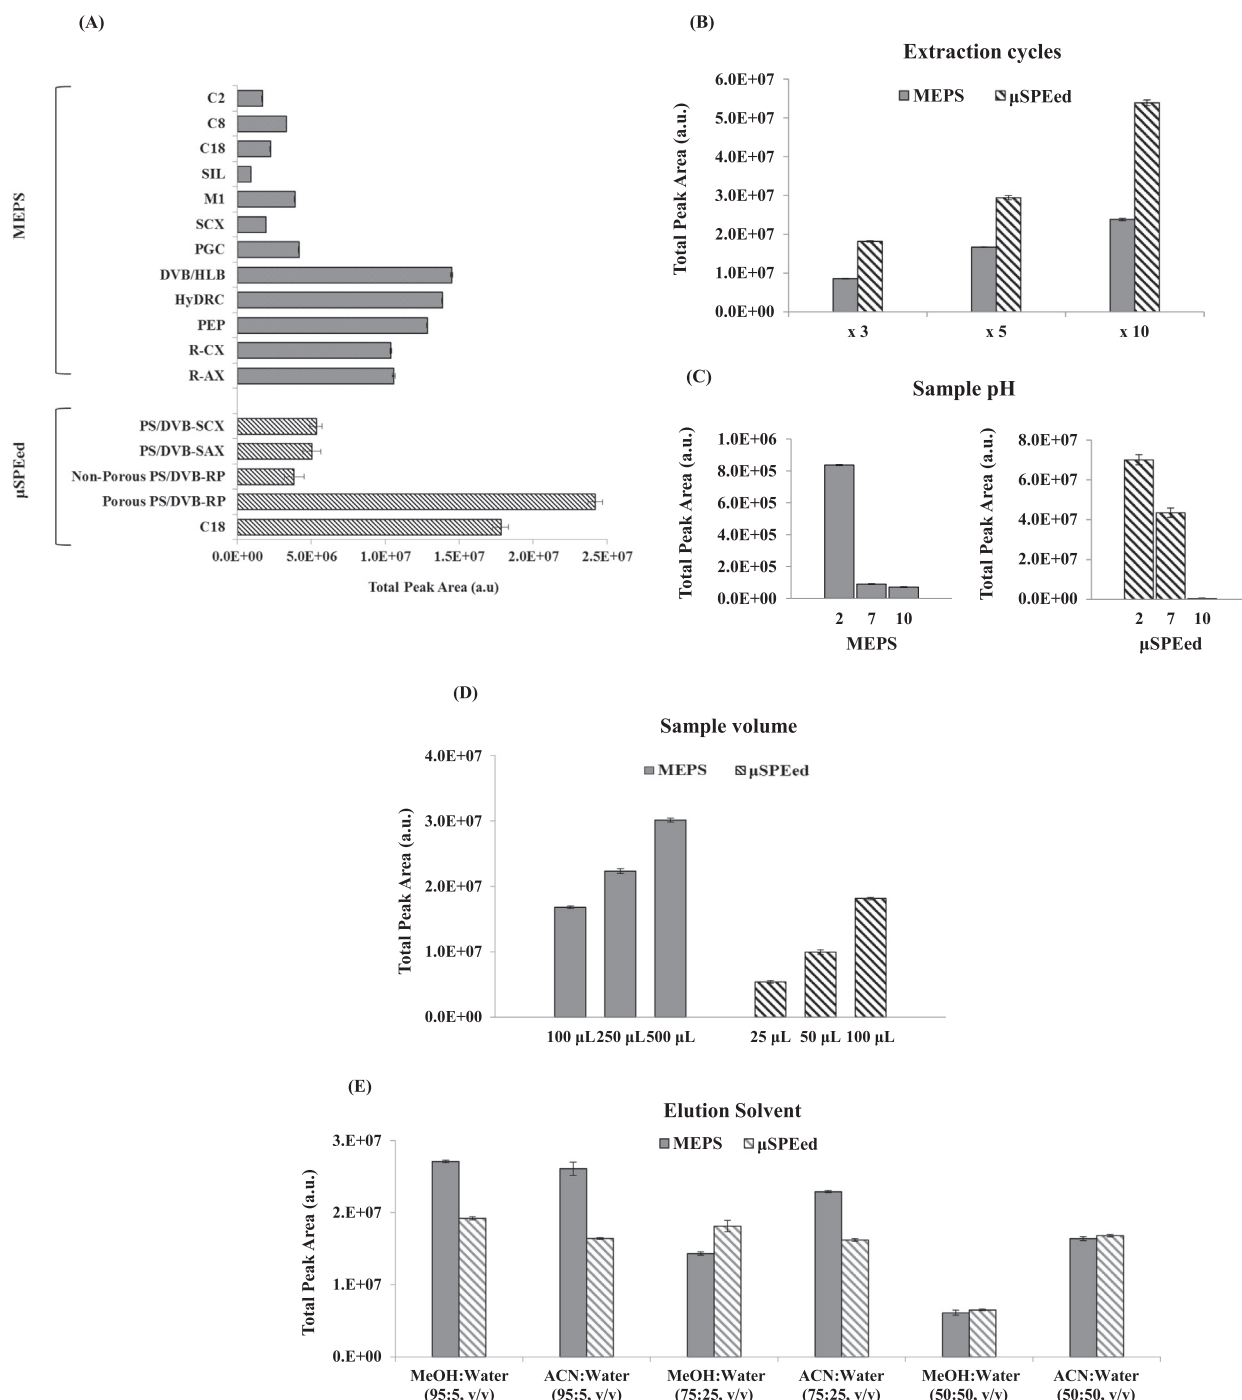 (A)
MEPS
C2
C8
C18
SIL
M1
SCX
PGC
DVB/HLB
HyDRC
PEP
R-CX
R-AX
µSPEed
PS/DVB-SCX
PS/DVB-SAX
Non-Porous PS/DVB-RP
Porous PS/DVB-RP
C18
0.0E+00 5.0E+06 1.0E+07 1.5E+07 2.0E+07 2.5E+07
Total Peak Area (a.u)
(B)
Extraction cycles
MEPS µSPEed
Total Peak Area (a.u.)
6.0E+07
5.0E+07
4.0E+07
3.0E+07
2.0E+07
1.0E+07
0.0E+00
x 3 x 5 x 10
(C)
Sample pH
Total Peak Area (a.u.)
1.0E+06
8.0E+05
6.0E+05
4.0E+05
2.0E+05
0.0E+00
2 7 10
MEPS
Total Peak Area (a.u.)
8.0E+07
6.0E+07
4.0E+07
2.0E+07
0.0E+00
2 7 10
µSPEed
(D)
Sample volume
MEPS µSPEed
Total Peak Area (a.u.)
4.0E+07
3.0E+07
2.0E+07
1.0E+07
0.0E+00
100 µL 250 µL 500 µL 25 µL 50 µL 100 µL
(E)
Elution Solvent
MEPS µSPEed
Total Peak Area (a.u.)
3.E+07
2.E+07
1.E+07
0.E+00
MeOH:Water ACN:Water MeOH:Water ACN:Water MeOH:Water ACN:Water
(95:5, v/v) (95:5, v/v) (75:25, v/v) (75:25, v/v) (50:50, v/v) (50:50, v/v)